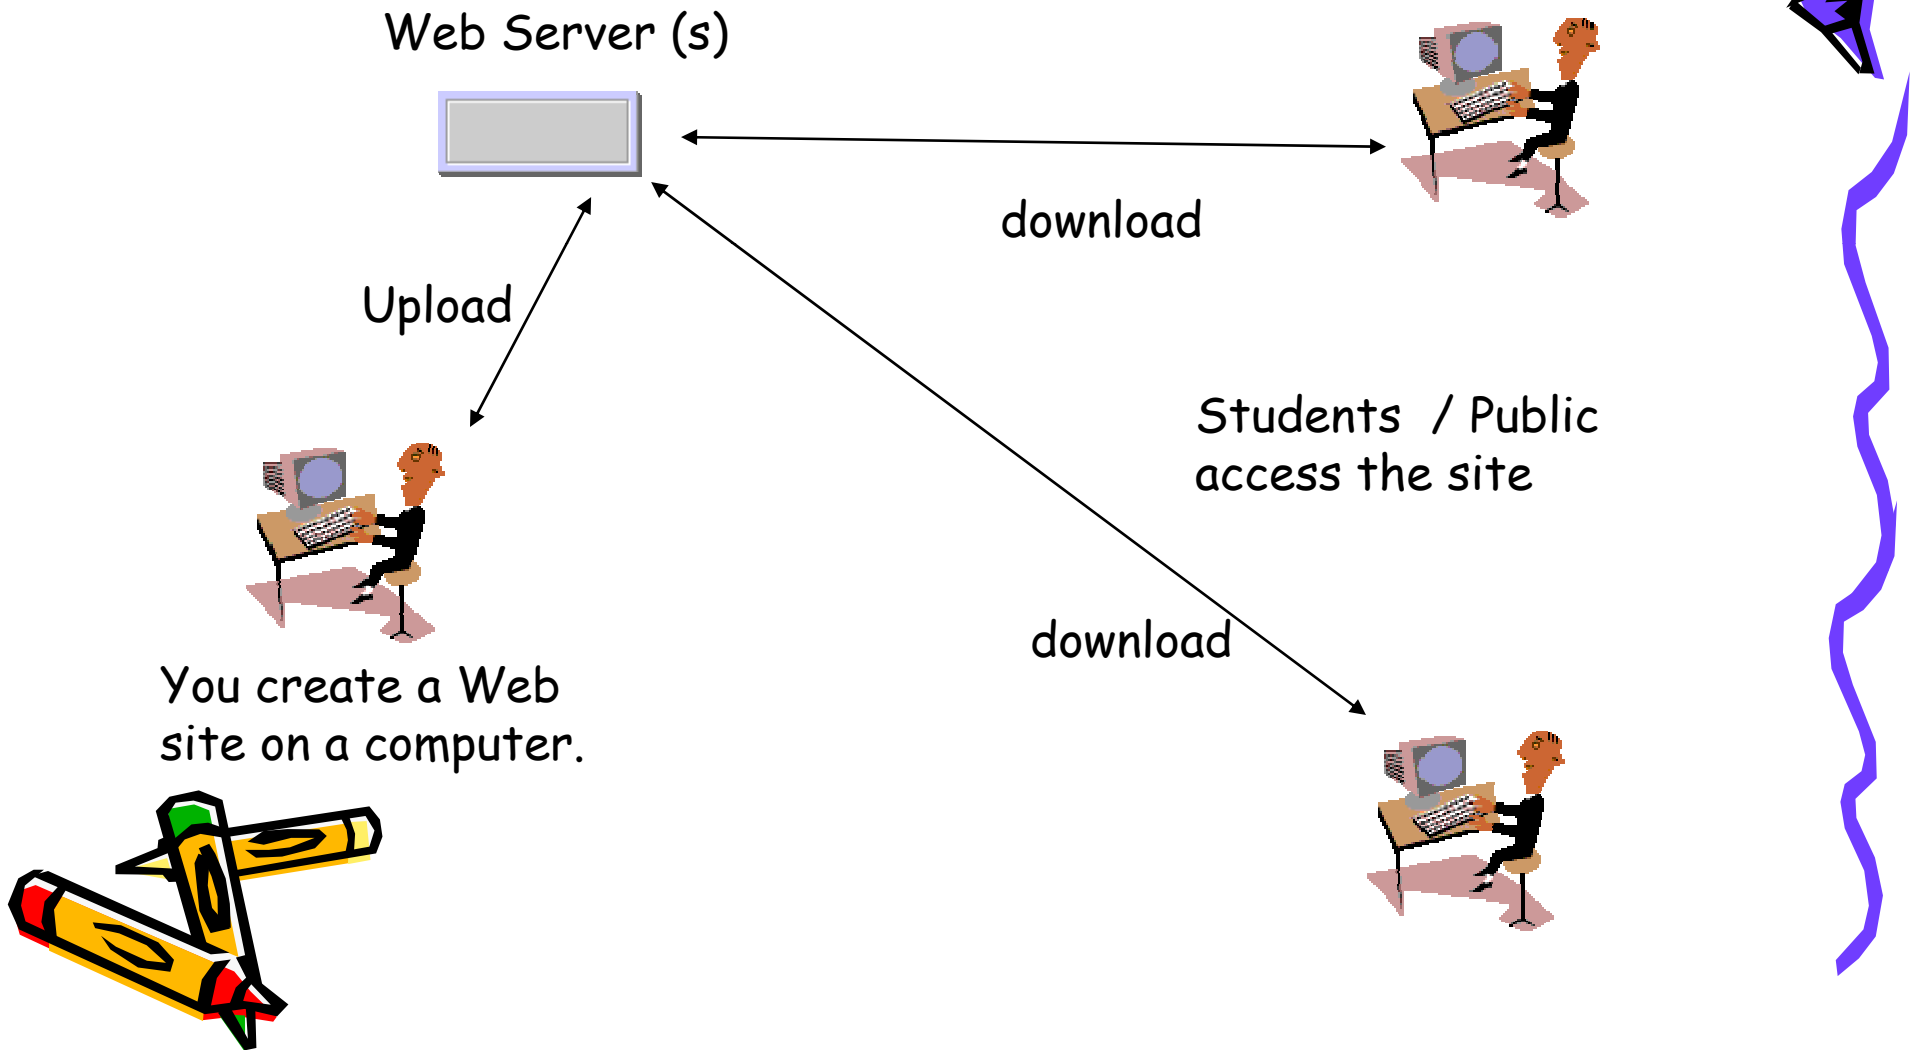 Web Server (s)
download
Upload
Students / Public
access the site
download
You create a Web
site on a computer.